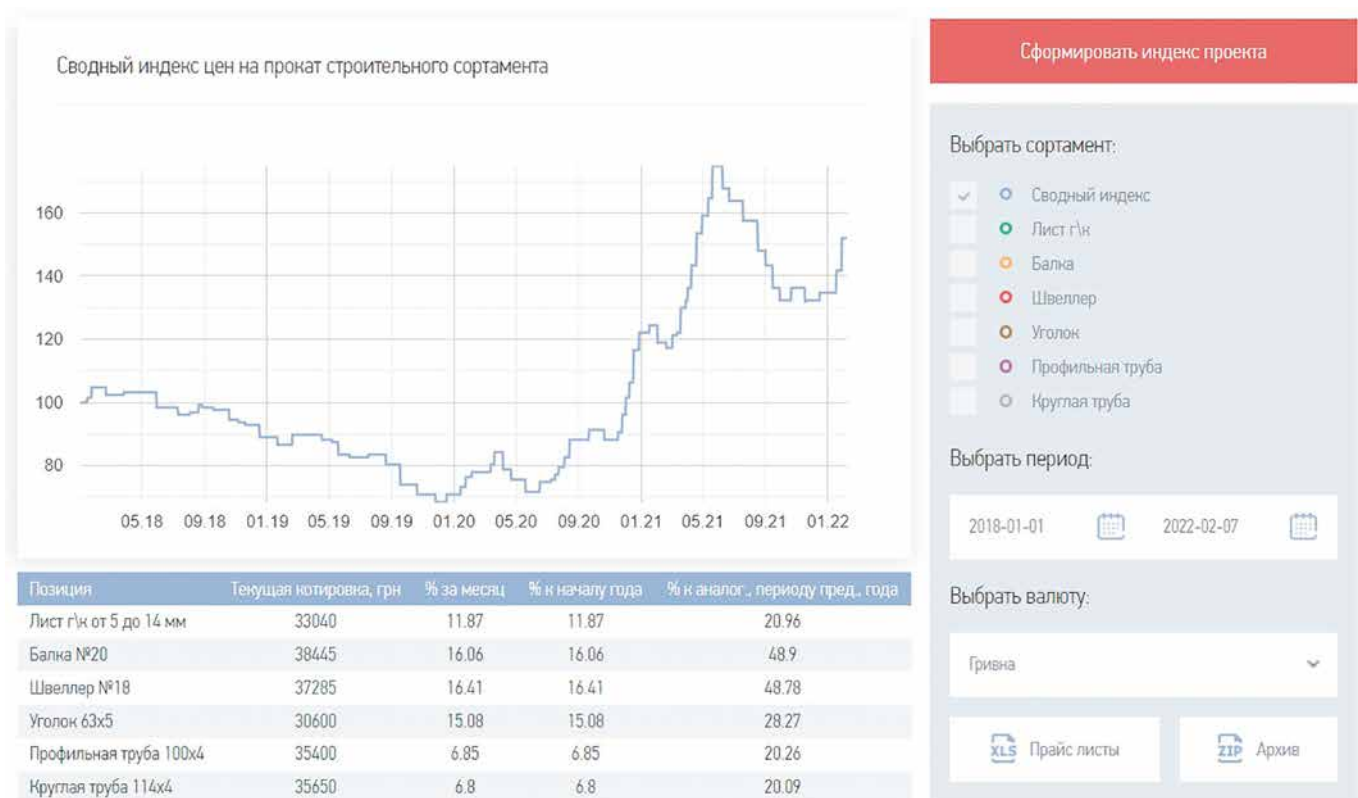 Сводный индекс цен на прокат строительного сортамента
160
140
120
100
80
05.18 09.18 01.19 05.19 09.19 01.20 05.20 09.20 01.21 05.21 09.21 01.22
Позиция Текущая котировка, грн % за месяц % к началу года % к аналог., периоду пред., года
Лист г\к от 5 до 14 мм 33040 11.87 11.87 20.96
Балка №20 38445 16.06 16.06 48.9
Швеллер №18 37285 16.41 16.41 48.78
Уголок 63х5 30600 15.08 15.08 28.27
Профильная труба 100х4 35400 6.85 6.85 20.26
Круглая труба 114х4 35650 6.8 6.8 20.09
Сформировать индекс проекта
Выбрать сортамент:
Сводный индекс
Лист г\к
Балка
Швеллер
Уголок
Профильная труба
Круглая труба
Выбрать период:
2018-01-01 2022-02-07
Выбрать валюту:
Гривна
XLS Прайс листы ZIP Архив